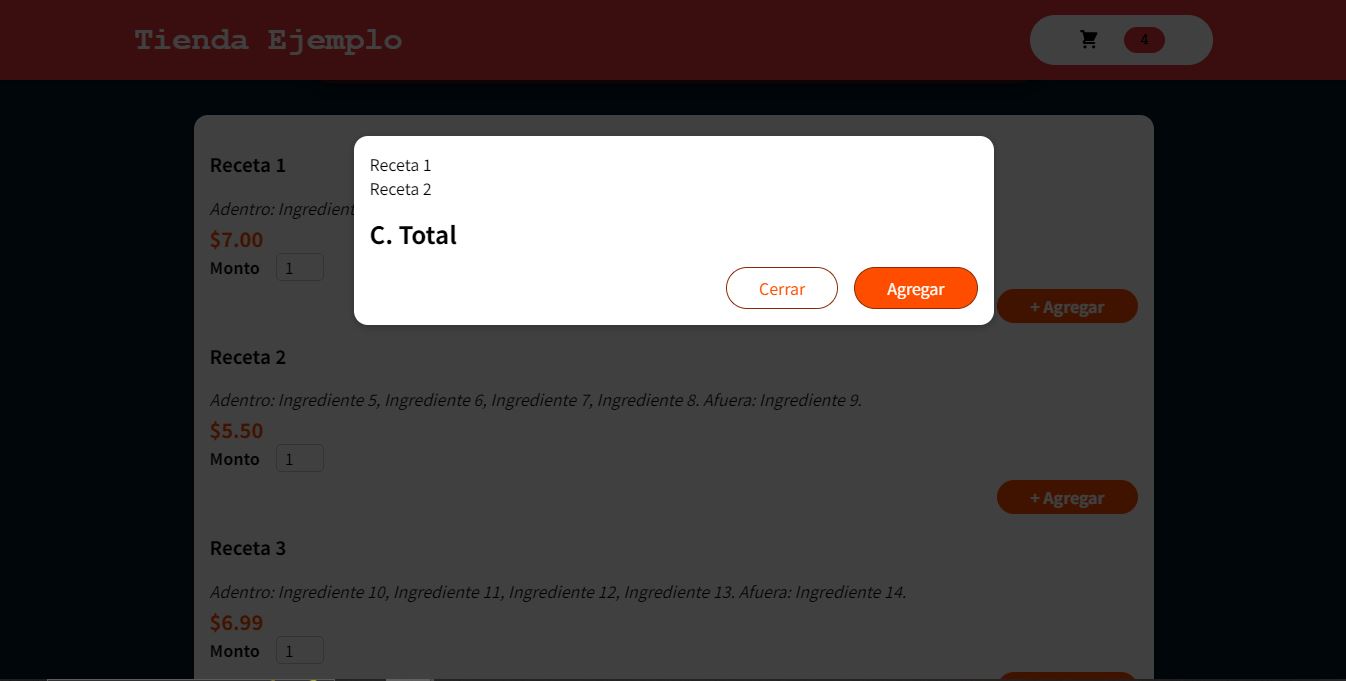 Tienda Ejemplo
4
Receta 1
Receta 2
C. Total
Cerrar
Agregar
Receta 1
Adentro: Ingredient
$7.00
Monto 1
+ Agregar
Receta 2
Adentro: Ingrediente 5, Ingrediente 6, Ingrediente 7, Ingrediente 8. Afuera: Ingrediente 9.
$5.50
Monto 1
+ Agregar
Receta 3
Adentro: Ingrediente 10, Ingrediente 11, Ingrediente 12, Ingrediente 13. Afuera: Ingrediente 14.
$6.99
Monto 1